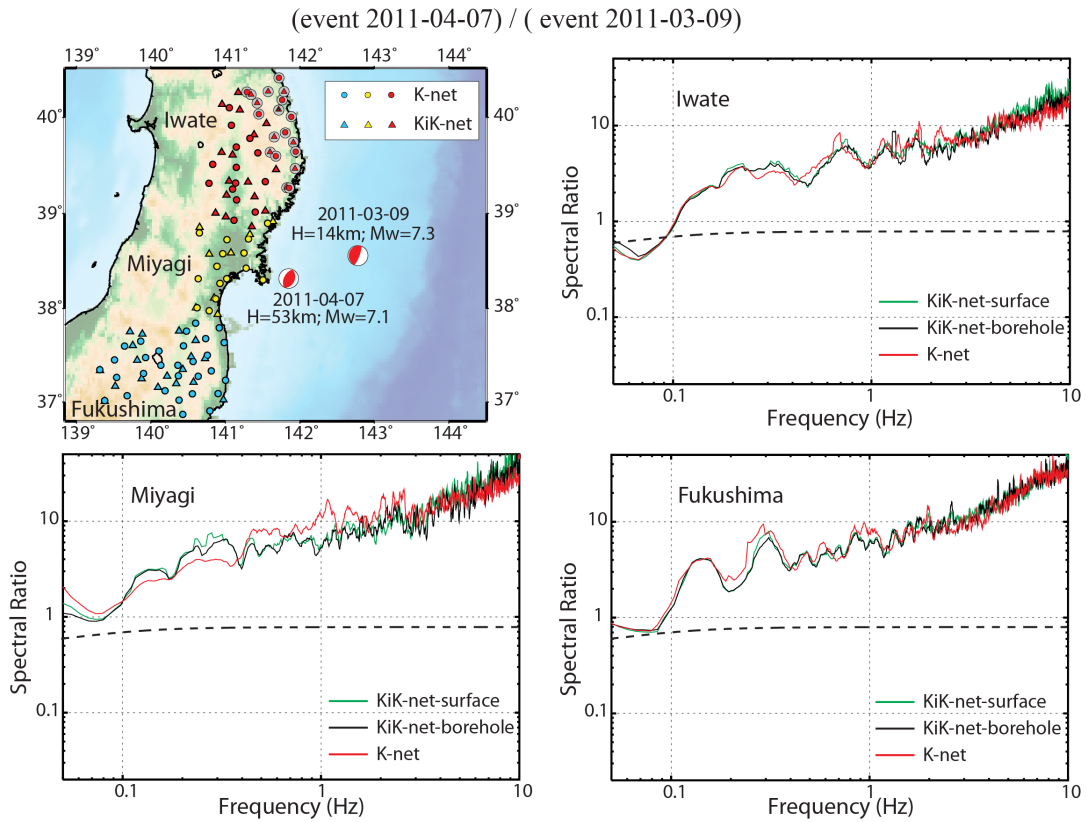 (event 2011-04-07) / ( event 2011-03-09)
139° 140° 141° 142° 143° 144°
40° 40°
39° 39°
38° 38°
37° 37°
139° 140° 141° 142° 143° 144°
K-net
KiK-net
Iwate
Miyagi
Fukushima
2011-03-09
H=14km; Mw=7.3
2011-04-07
H=53km; Mw=7.1
Iwate
Spectral Ratio
10
1
0.1
KiK-net-surface
KiK-net-borehole
K-net
0.1 1 10
Frequency (Hz)
Miyagi
Spectral Ratio
10
1
0.1
KiK-net-surface
KiK-net-borehole
K-net
0.1 1 10
Frequency (Hz)
Fukushima
Spectral Ratio
10
1
0.1
KiK-net-surface
KiK-net-borehole
K-net
0.1 1 10
Frequency (Hz)